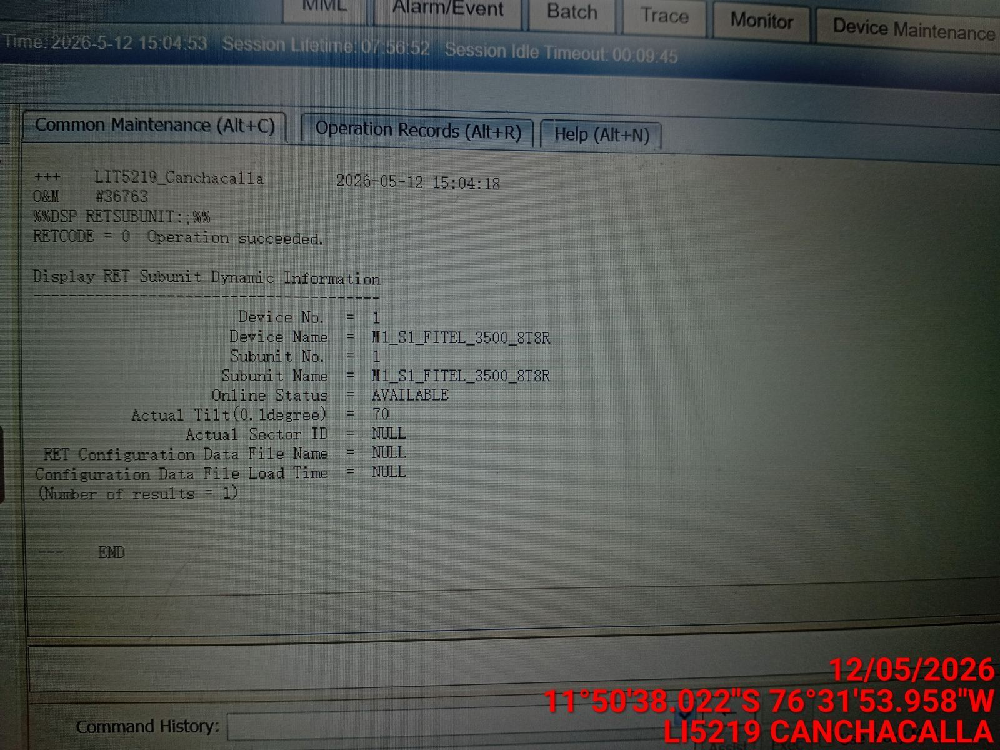 MML Alarm/Event Batch Trace Monitor Device Maintenance
Time: 2026-5-12 15:04:53 Session Lifetime: 07:56:52 Session Idle Timeout: 00:09:45
Common Maintenance (Alt+C) Operation Records (Alt+R) Help (Alt+N)
+++ LIT5219_Canchacalla 2026-05-12 15:04:18
O&M #36763
%%DSP RETSUBUNIT:;%%
RETCODE = 0 Operation succeeded.
Display RET Subunit Dynamic Information
---------------------------------------
Device No. = 1
Device Name = M1_S1_FITEL_3500_8T8R
Subunit No. = 1
Subunit Name = M1_S1_FITEL_3500_8T8R
Online Status = AVAILABLE
Actual Tilt(0.1degree) = 70
Actual Sector ID = NULL
RET Configuration Data File Name = NULL
Configuration Data File Load Time = NULL
(Number of results = 1)
--- END
Command History:
12/05/2026
11°50'38.022"S 76°31'53.958"W
LI5219 CANCHACALLA